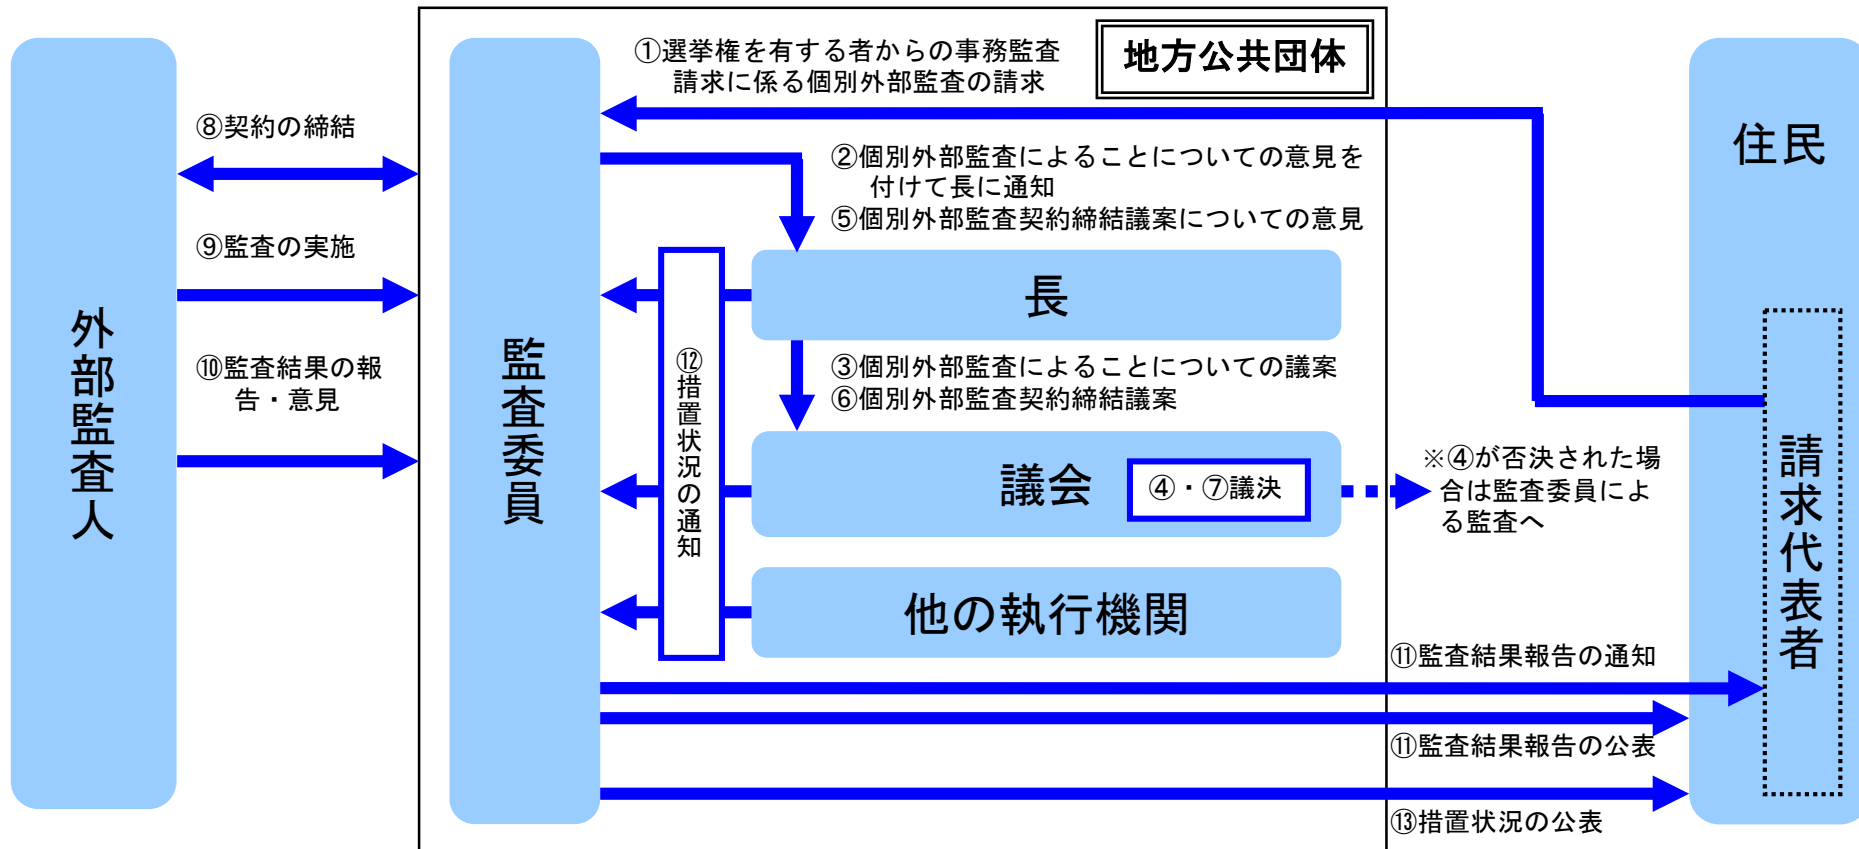 地方公共団体
①選挙権を有する者からの事務監査
請求に係る個別外部監査の請求
住民
⑧契約の締結
②個別外部監査によることについての意見を
付けて長に通知
⑤個別外部監査契約締結議案についての意見
⑨監査の実施
長
外部監査人
監査委員
⑫措置状況の通知
⑩監査結果の報
告・意見
③個別外部監査によることについての議案
⑥個別外部監査契約締結議案
議会
④・⑦議決
※④が否決された場
合は監査委員によ
る監査へ
請求代表者
他の執行機関
⑪監査結果報告の通知
⑪監査結果報告の公表
⑬措置状況の公表